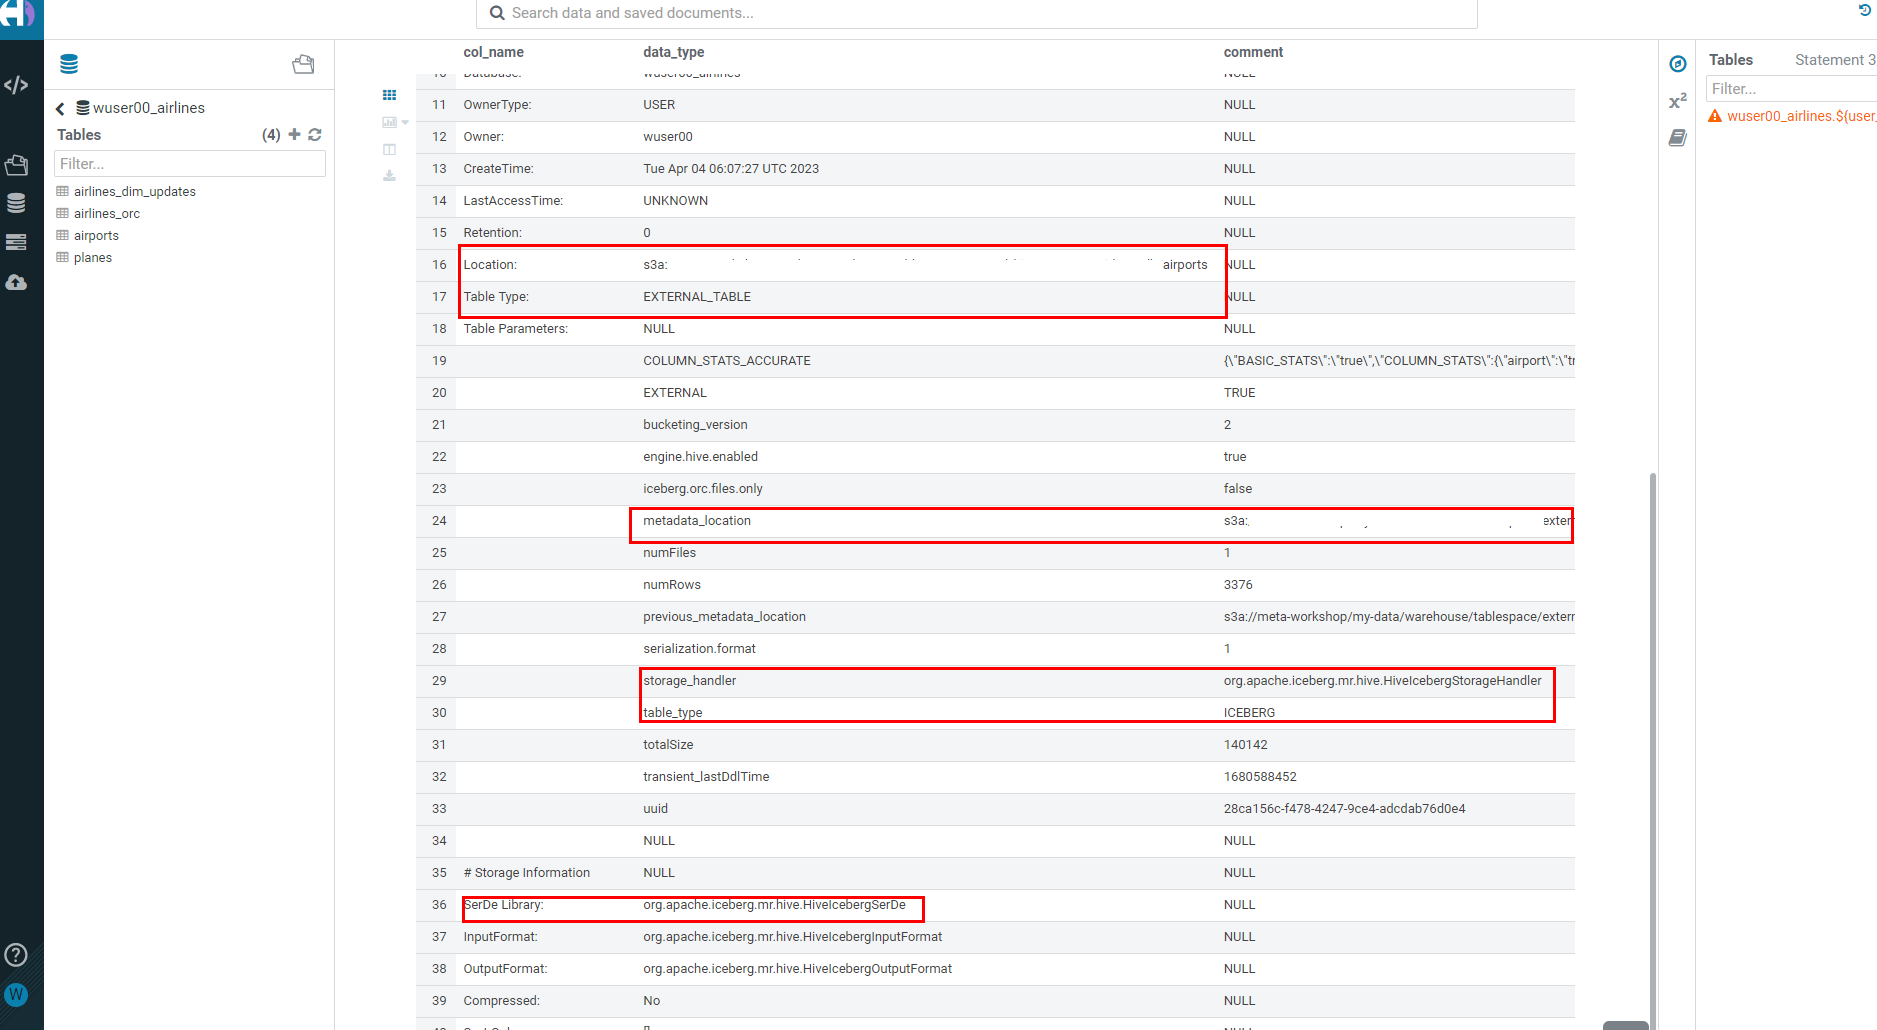 Search data and saved documents...
wuser00_airlines
Tables (4)
Filter...
airlines_dim_updates
airlines_orc
airports
planes
col_name data_type comment
11 OwnerType: USER NULL
12 Owner: wuser00 NULL
13 CreateTime: Tue Apr 04 06:07:27 UTC 2023 NULL
14 LastAccessTime: UNKNOWN NULL
15 Retention: 0 NULL
16 Location: s3a: airports NULL
17 Table Type: EXTERNAL_TABLE NULL
18 Table Parameters: NULL NULL
19 COLUMN_STATS_ACCURATE {\"BASIC_STATS\":\"true\",\"COLUMN_STATS\":{\"airport\":\"tr
20 EXTERNAL TRUE
21 bucketing_version 2
22 engine.hive.enabled true
23 iceberg.orc.files.only false
24 metadata_location s3a: exter
25 numFiles 1
26 numRows 3376
27 previous_metadata_location s3a://meta-workshop/my-data/warehouse/tablespace/extern
28 serialization.format 1
29 storage_handler org.apache.iceberg.mr.hive.HiveIcebergStorageHandler
30 table_type ICEBERG
31 totalSize 140142
32 transient_lastDdlTime 1680588452
33 uuid 28ca156c-f478-4247-9ce4-adcdab76d0e4
34 NULL NULL
35 # Storage Information NULL NULL
36 SerDe Library: org.apache.iceberg.mr.hive.HiveIcebergSerDe NULL
37 InputFormat: org.apache.iceberg.mr.hive.HiveIcebergInputFormat NULL
38 OutputFormat: org.apache.iceberg.mr.hive.HiveIcebergOutputFormat NULL
39 Compressed: No NULL
x²
Tables Statement 3
Filter...
wuser00_airlines.${user_
W